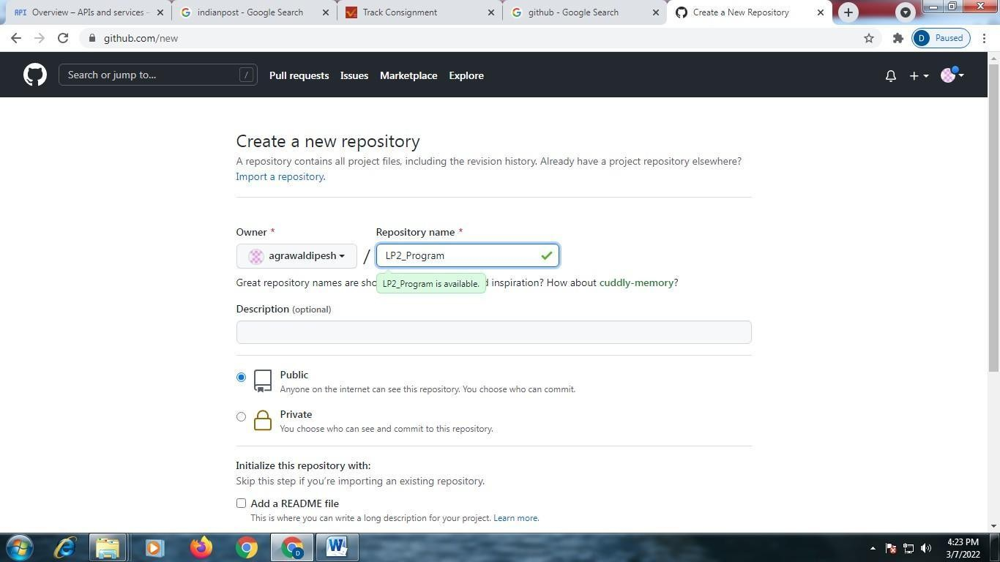 API Overview – APIs and services –
indianpost - Google Search
Track Consignment
github - Google Search
Create a New Repository
github.com/new
D Paused
Search or jump to... /
Pull requests Issues Marketplace Explore
Create a new repository
A repository contains all project files, including the revision history. Already have a project repository elsewhere?
Import a repository.
Owner * Repository name *
agrawaldipesh / LP2_Program
Great repository names are sho inspiration? How about cuddly-memory?
LP2_Program is available.
Description (optional)
Public
Anyone on the internet can see this repository. You choose who can commit.
Private
You choose who can see and commit to this repository.
Initialize this repository with:
Skip this step if you’re importing an existing repository.
Add a README file
This is where you can write a long description for your project. Learn more.
D
W
4:23 PM
3/7/2022